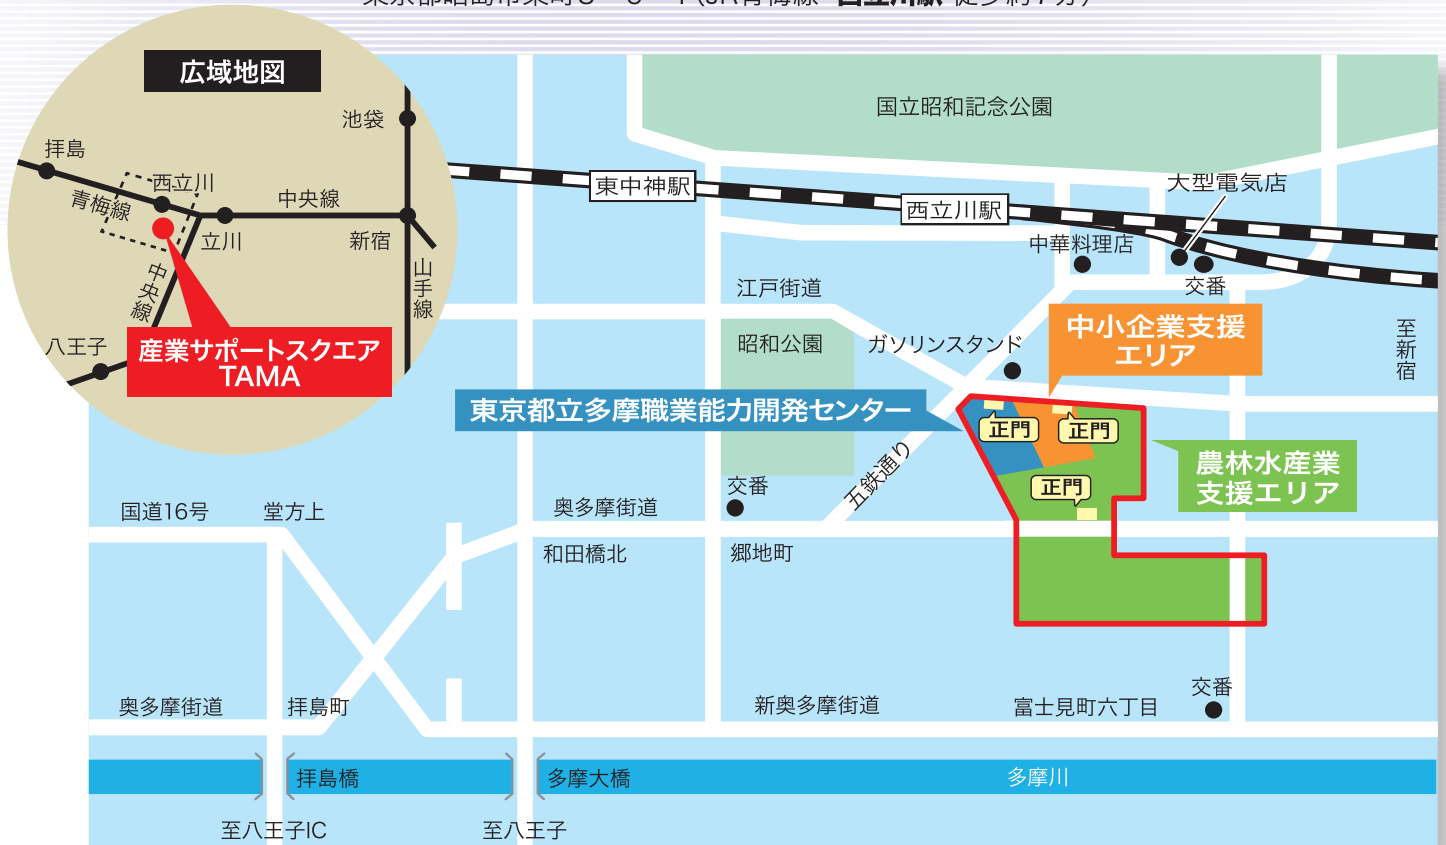 広域地図
池袋
拝島
西立川
青梅線
中央線
立川
新宿
中央線
山手線
八王子
産業サポートスクエア
TAMA
国立昭和記念公園
東中神駅
西立川駅
大型電気店
中華料理店
交番
江戸街道
昭和公園
ガソリンスタンド
中小企業支援
エリア
至新宿
東京都立多摩職業能力開発センター
正門
正門
正門
農林水産業
支援エリア
五鉄通り
交番
国道16号
堂方上
奥多摩街道
和田橋北
郷地町
奥多摩街道
拝島町
新奥多摩街道
富士見町六丁目
交番
拝島橋
多摩大橋
多摩川
至八王子IC
至八王子